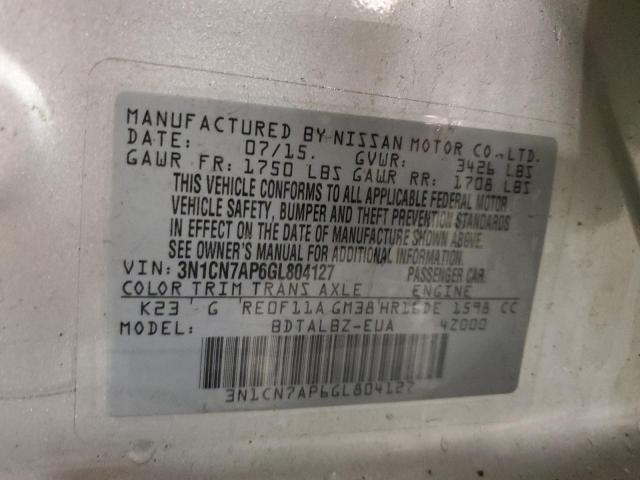 MANUFACTURED BY NISSAN MOTOR CO., LTD.
DATE: 07/15. GVWR: 3426 LBS
GAWR FR: 1750 LBS GAWR RR: 1708 LBS
THIS VEHICLE CONFORMS TO ALL APPLICABLE FEDERAL MOTOR
VEHICLE SAFETY, BUMPER AND THEFT PREVENTION STANDARDS
IN EFFECT ON THE DATE OF MANUFACTURE SHOWN ABOVE.
SEE OWNER'S MANUAL FOR ADDITIONAL INFORMATION.
VIN: 3N1CN7AP6GL804127 PASSENGER CAR.
COLOR TRIM TRANS AXLE ENGINE
K23 G RE0F11A GM38 HR16DE 1598 CC
MODEL: BDTALBZ-EUA 4Z000
3N1CN7AP6GL804127